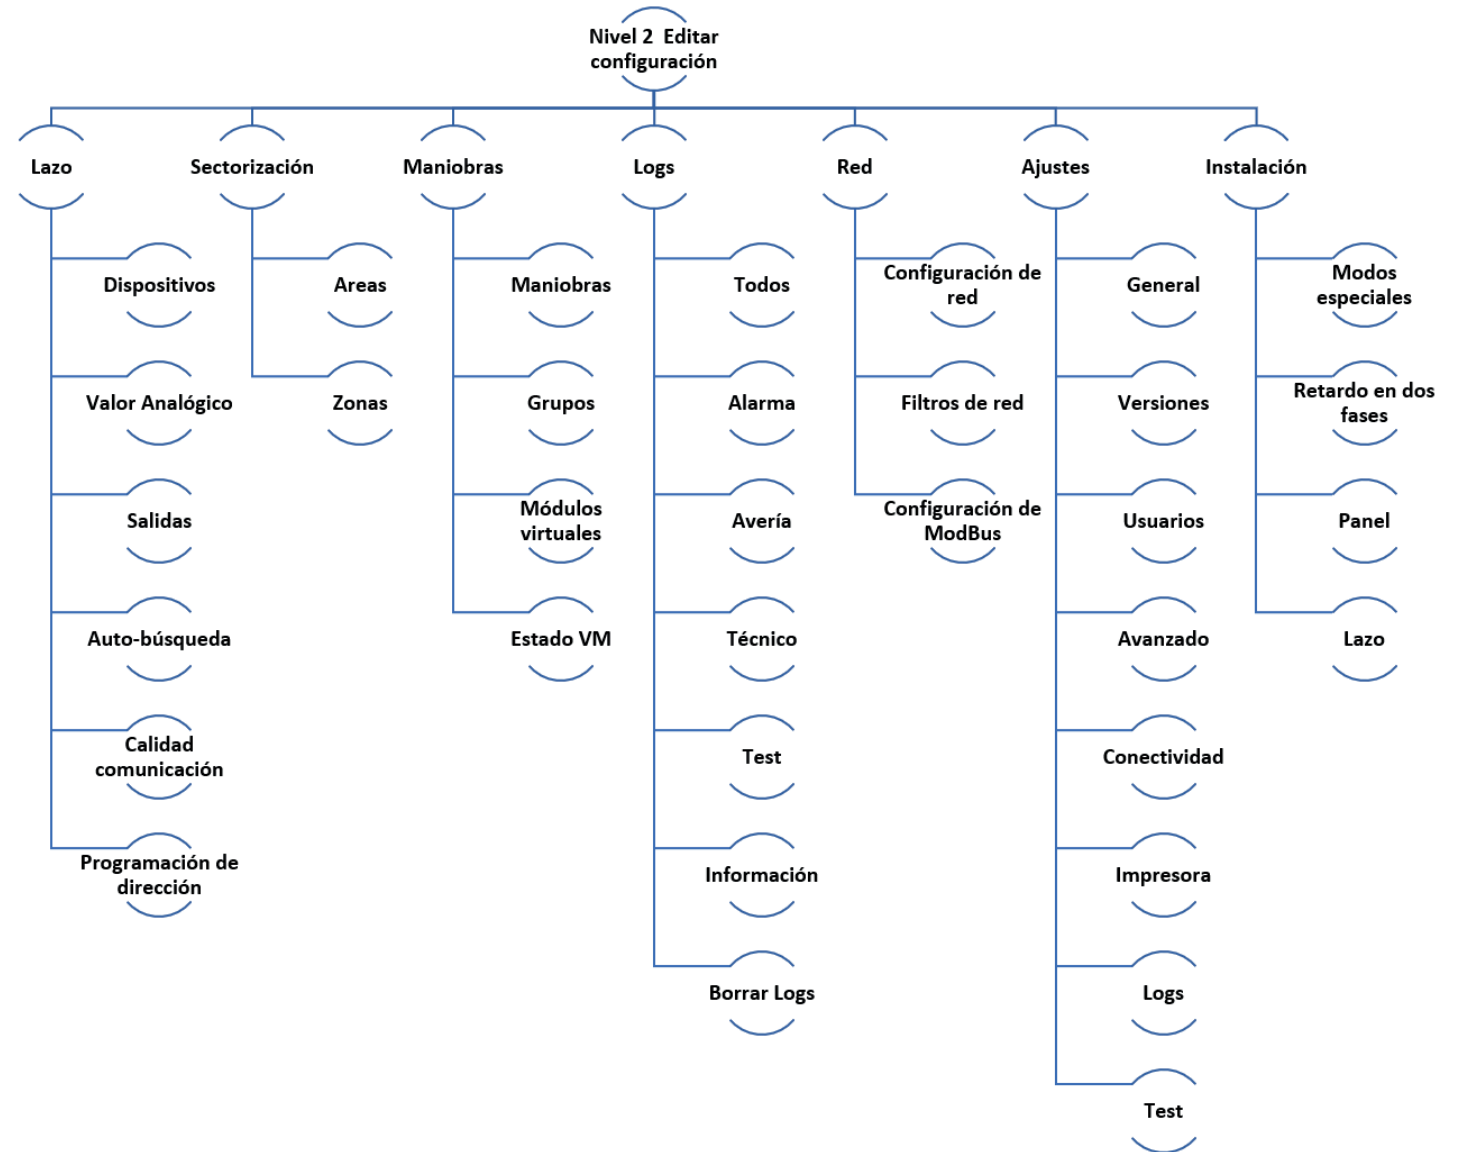 Nivel 2  Editar
configuración
Lazo
Sectorización
Maniobras
Logs
Red
Ajustes
Instalación
Dispositivos
Valor Analógico
Salidas
Auto-búsqueda
Calidad
comunicación
Programación de
dirección
Areas
Zonas
Maniobras
Grupos
Módulos
virtuales
Estado VM
Todos
Alarma
Avería
Técnico
Test
Información
Borrar Logs
Configuración de
red
Filtros de red
Configuración de
ModBus
General
Versiones
Usuarios
Avanzado
Conectividad
Impresora
Logs
Test
Modos
especiales
Retardo en dos
fases
Panel
Lazo